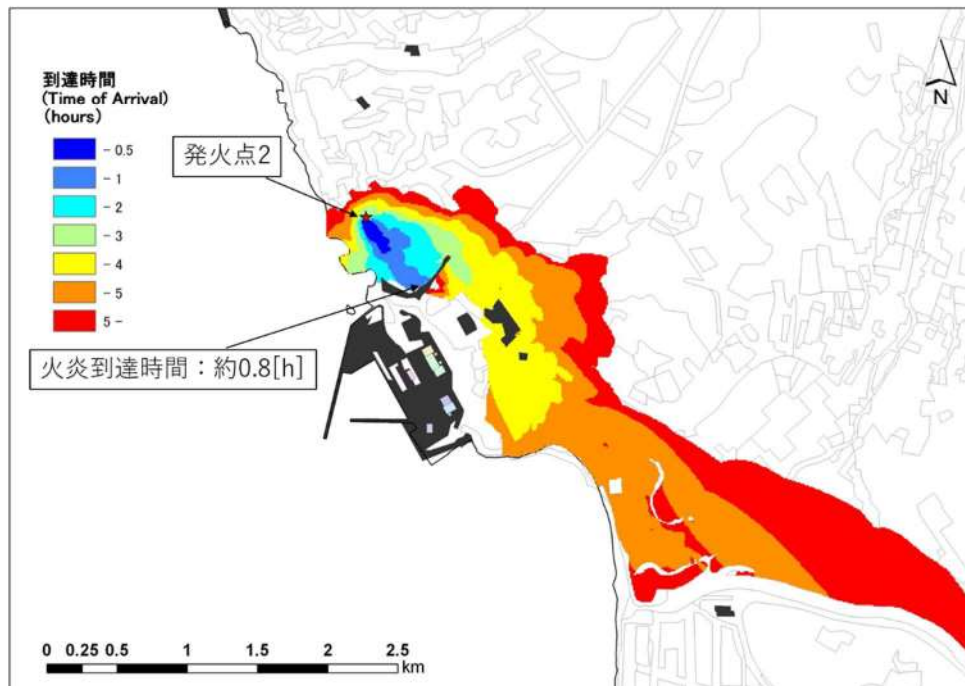 到達時間
(Time of Arrival)
(hours)
- 0.5
- 1
- 2
- 3
- 4
- 5
5 -
発火点2
火炎到達時間：約0.8[h]
N
0 0.25 0.5 1 1.5 2 2.5
km